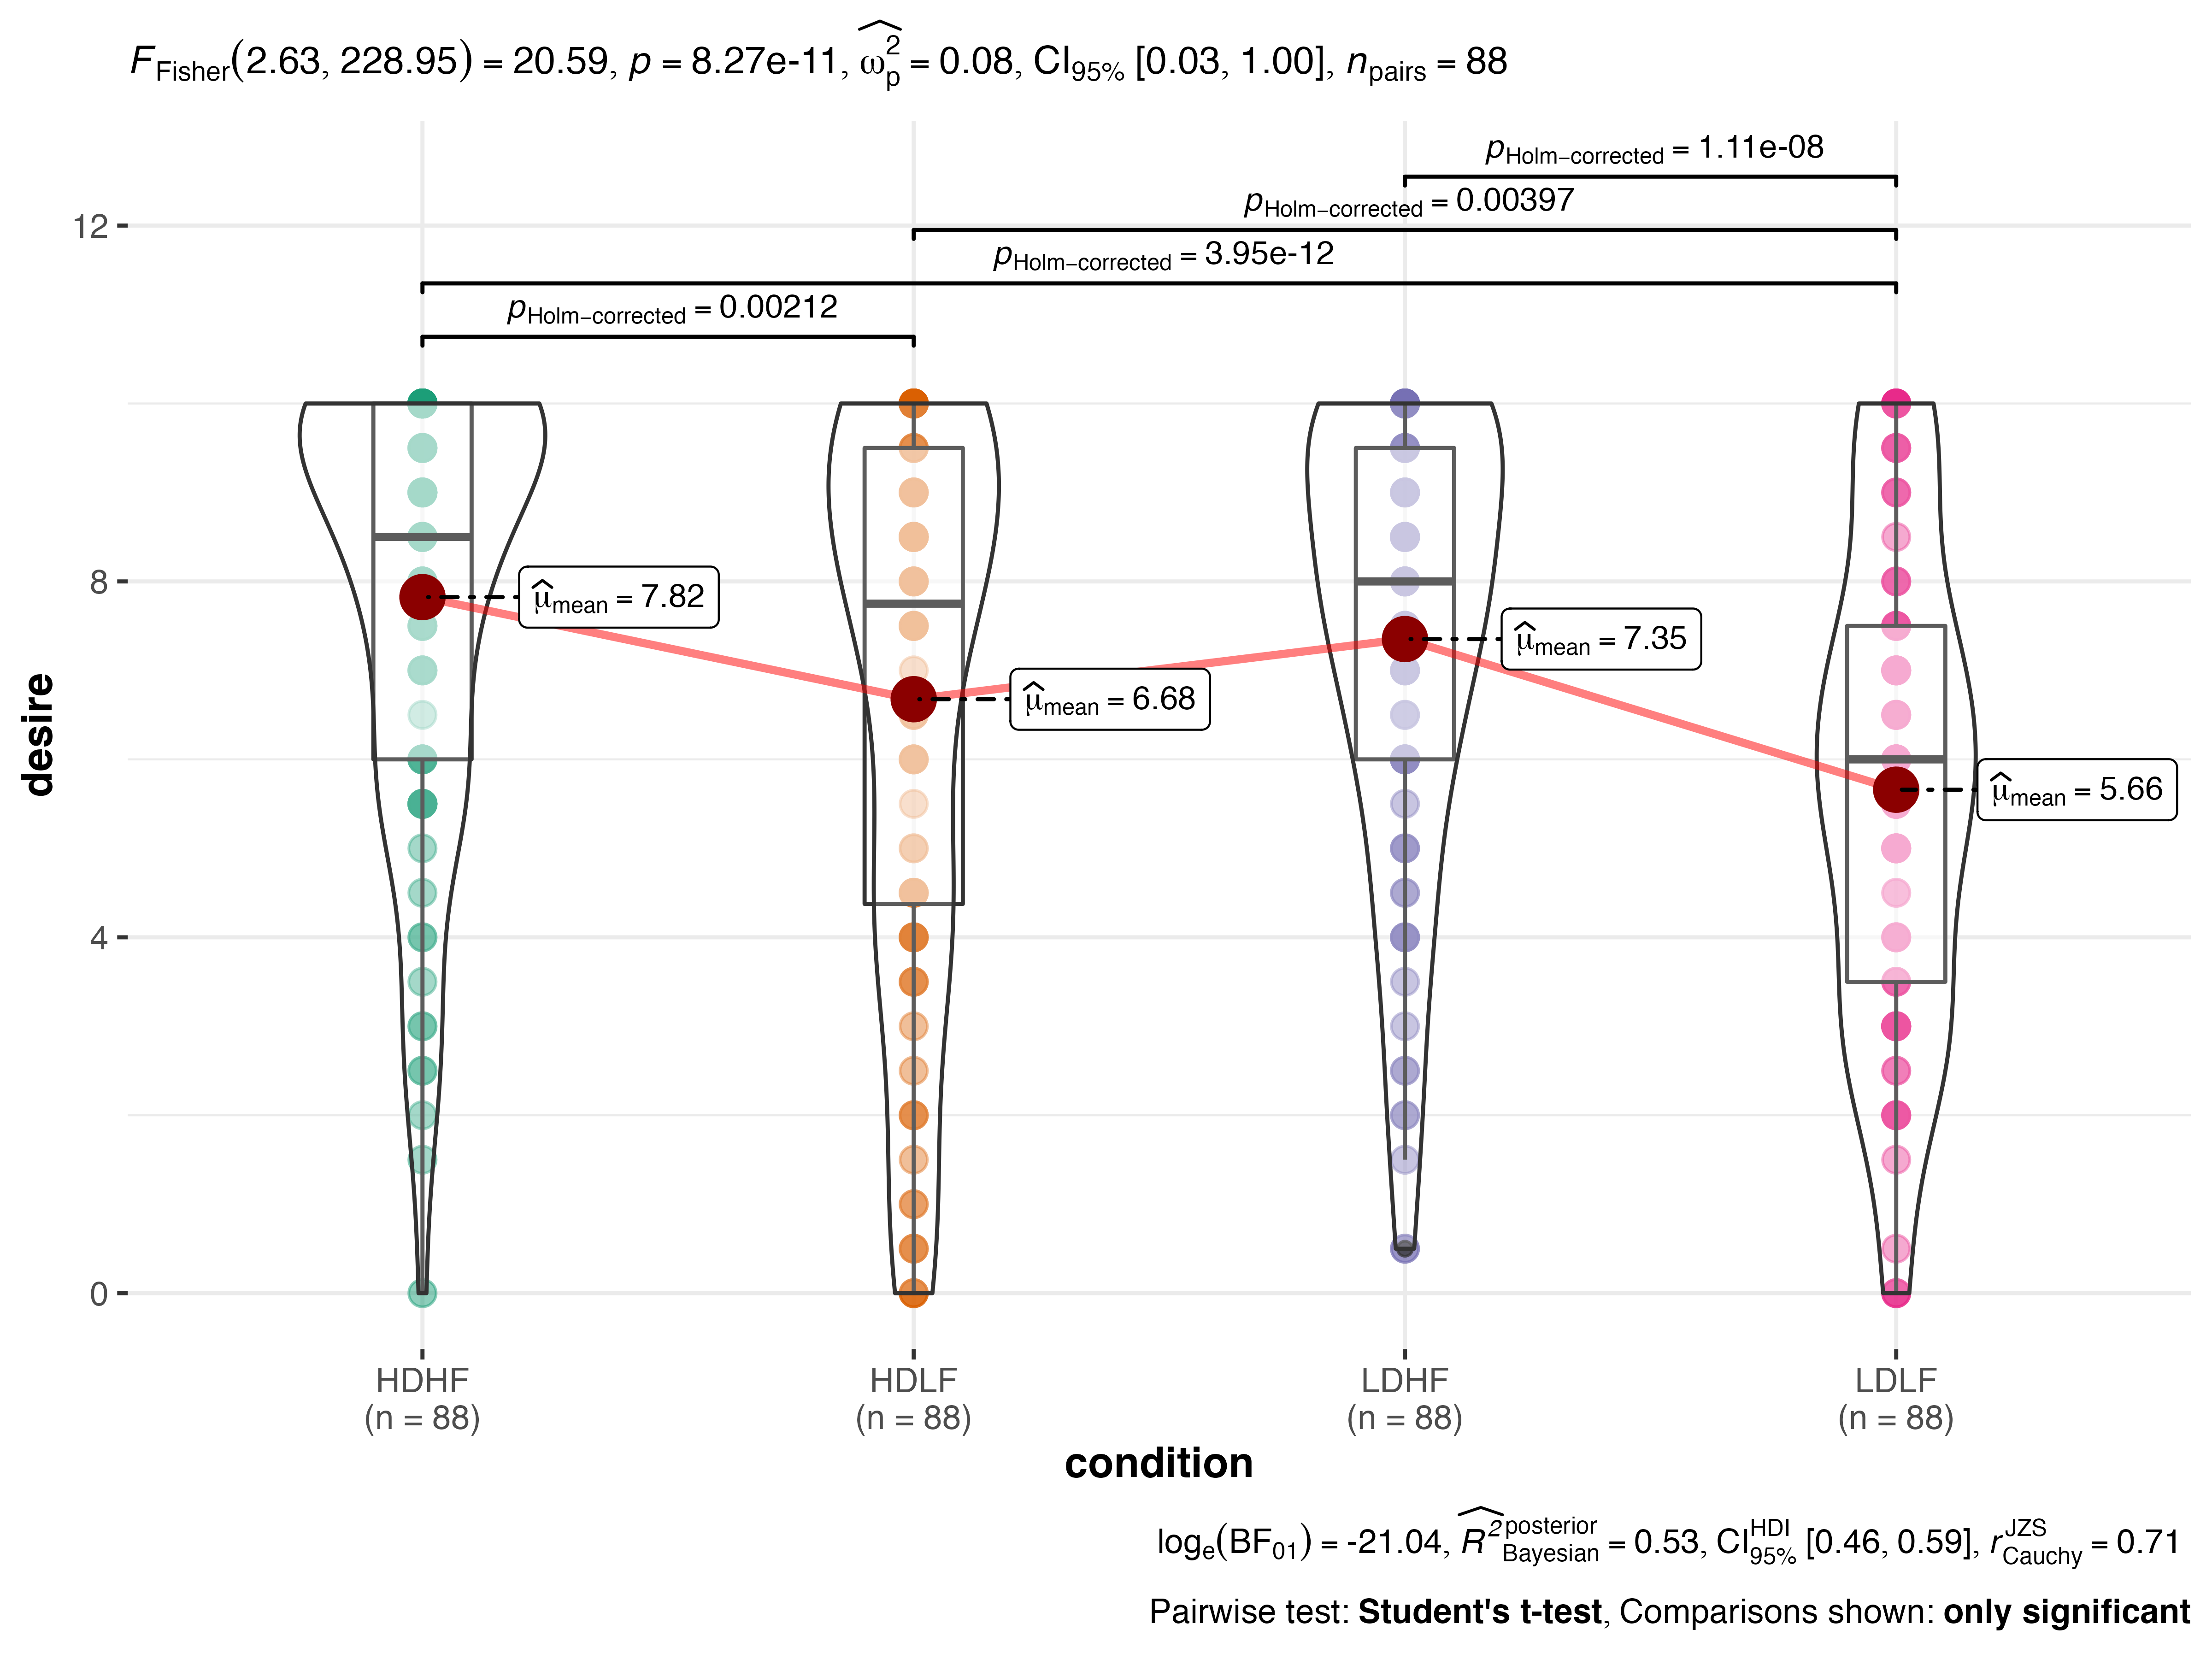 F_Fisher(2.63, 228.95) = 20.59, p = 8.27e-11, ω̂²_p = 0.08, CI_95% [0.03, 1.00], n_pairs = 88
p_Holm−corrected = 1.11e-08
p_Holm−corrected = 0.00397
p_Holm−corrected = 3.95e-12
p_Holm−corrected = 0.00212
12
8
4
0
desire
μ̂_mean = 7.82
μ̂_mean = 6.68
μ̂_mean = 7.35
μ̂_mean = 5.66
HDHF
(n = 88)
HDLF
(n = 88)
LDHF
(n = 88)
LDLF
(n = 88)
condition
log_e(BF_01) = -21.04, R̂²^posterior_Bayesian = 0.53, CI^HDI_95% [0.46, 0.59], r^JZS_Cauchy = 0.71
Pairwise test: Student's t-test, Comparisons shown: only significant